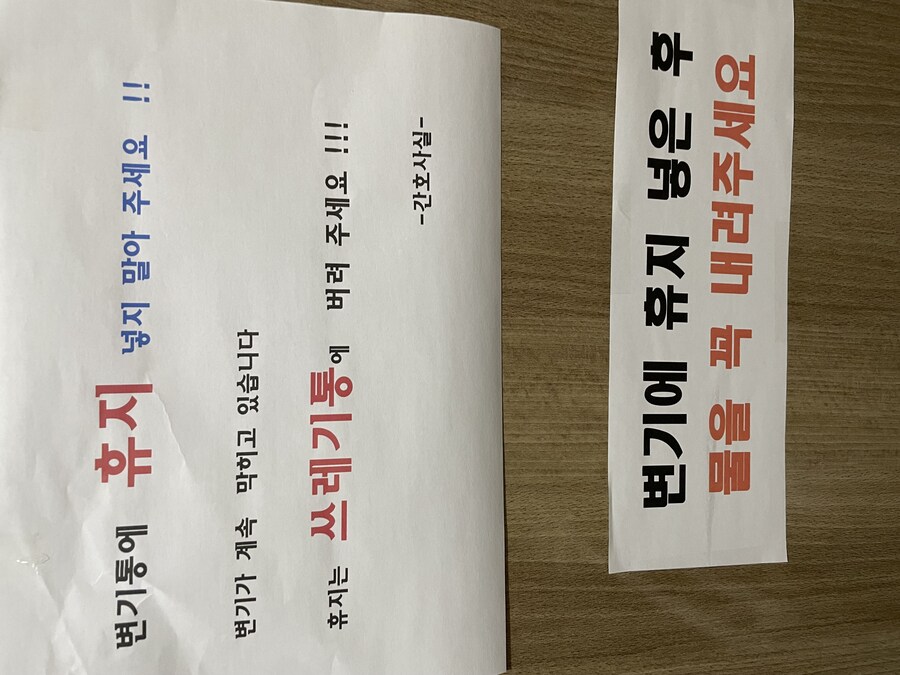 변기통에 휴지 넣지 말아 주세요 !!
변기가 계속 막히고 있습니다
휴지는 쓰레기통에 버려 주세요 !!!
-간호사실-
변기에 휴지 넣은 후
물을 꼭 내려주세요